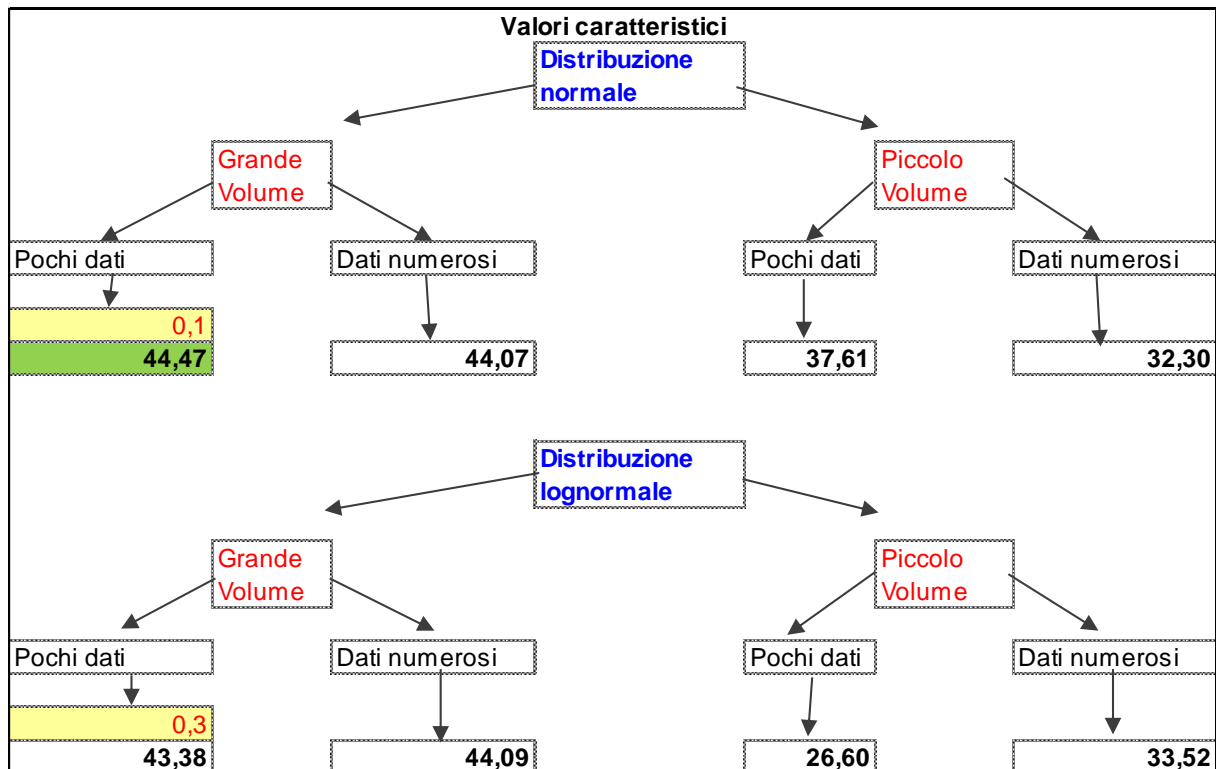 Valori caratteristici
Distribuzione
normale
Grande
Volume
Piccolo
Volume
Pochi dati
Dati numerosi
Pochi dati
Dati numerosi
0,1
44,47
44,07
37,61
32,30
Distribuzione
lognormale
Grande
Volume
Piccolo
Volume
Pochi dati
Dati numerosi
Pochi dati
Dati numerosi
0,3
43,38
44,09
26,60
33,52